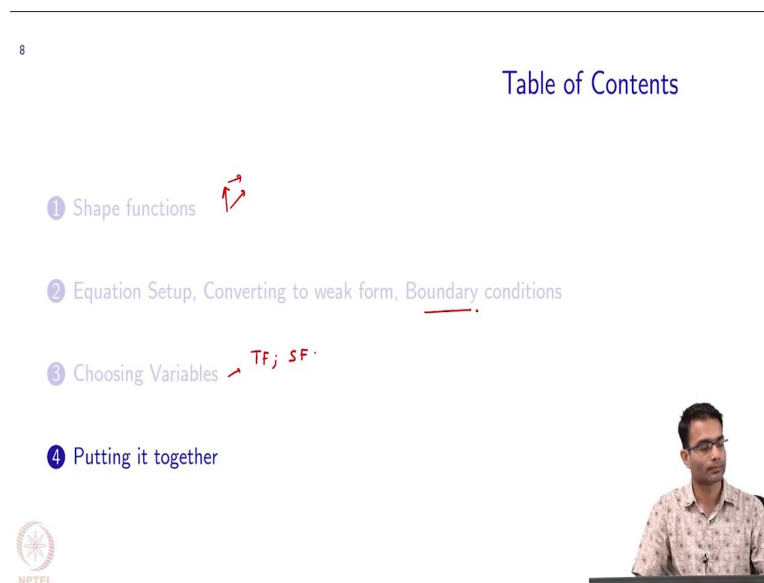 8
Table of Contents
1 Shape functions
2 Equation Setup, Converting to weak form, Boundary conditions
TF; SF.
3 Choosing Variables
4 Putting it together
NPTEL